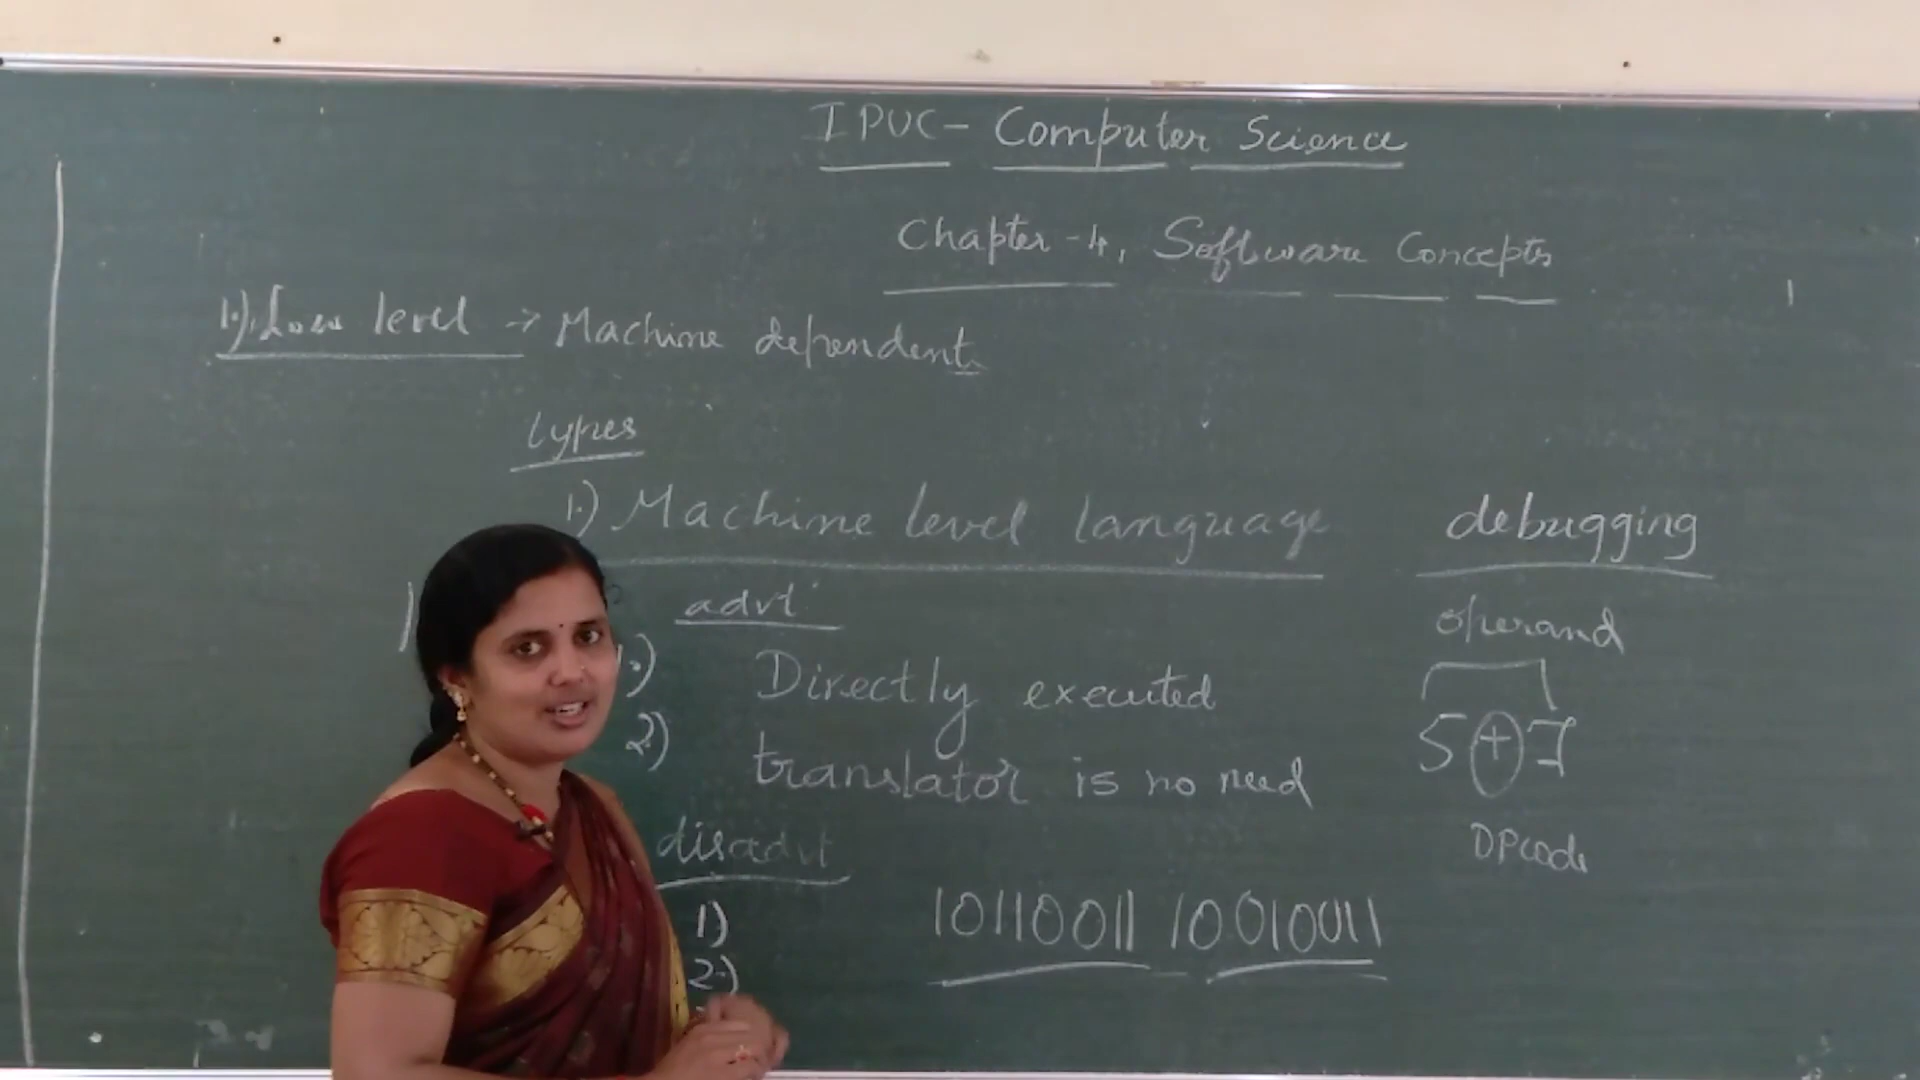 I PUC - Computer Science
Chapter - 4, Software Concepts
1.) Low level → Machine dependent
types
1.) Machine level language
debugging
advt
operand
1.) Directly executed
2) translator is no need
5 + 7
OPcode
disadvt
1)
2.)
10110011 10010011